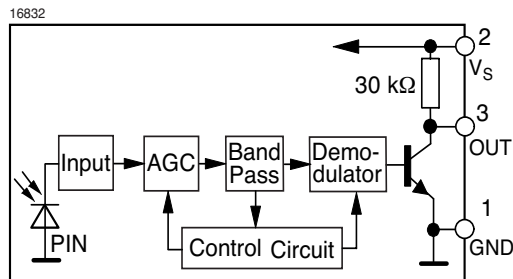 16832
2
V_S
30 kΩ
3
OUT
Input
AGC
Band
Pass
Demo-
dulator
1
GND
PIN
Control Circuit